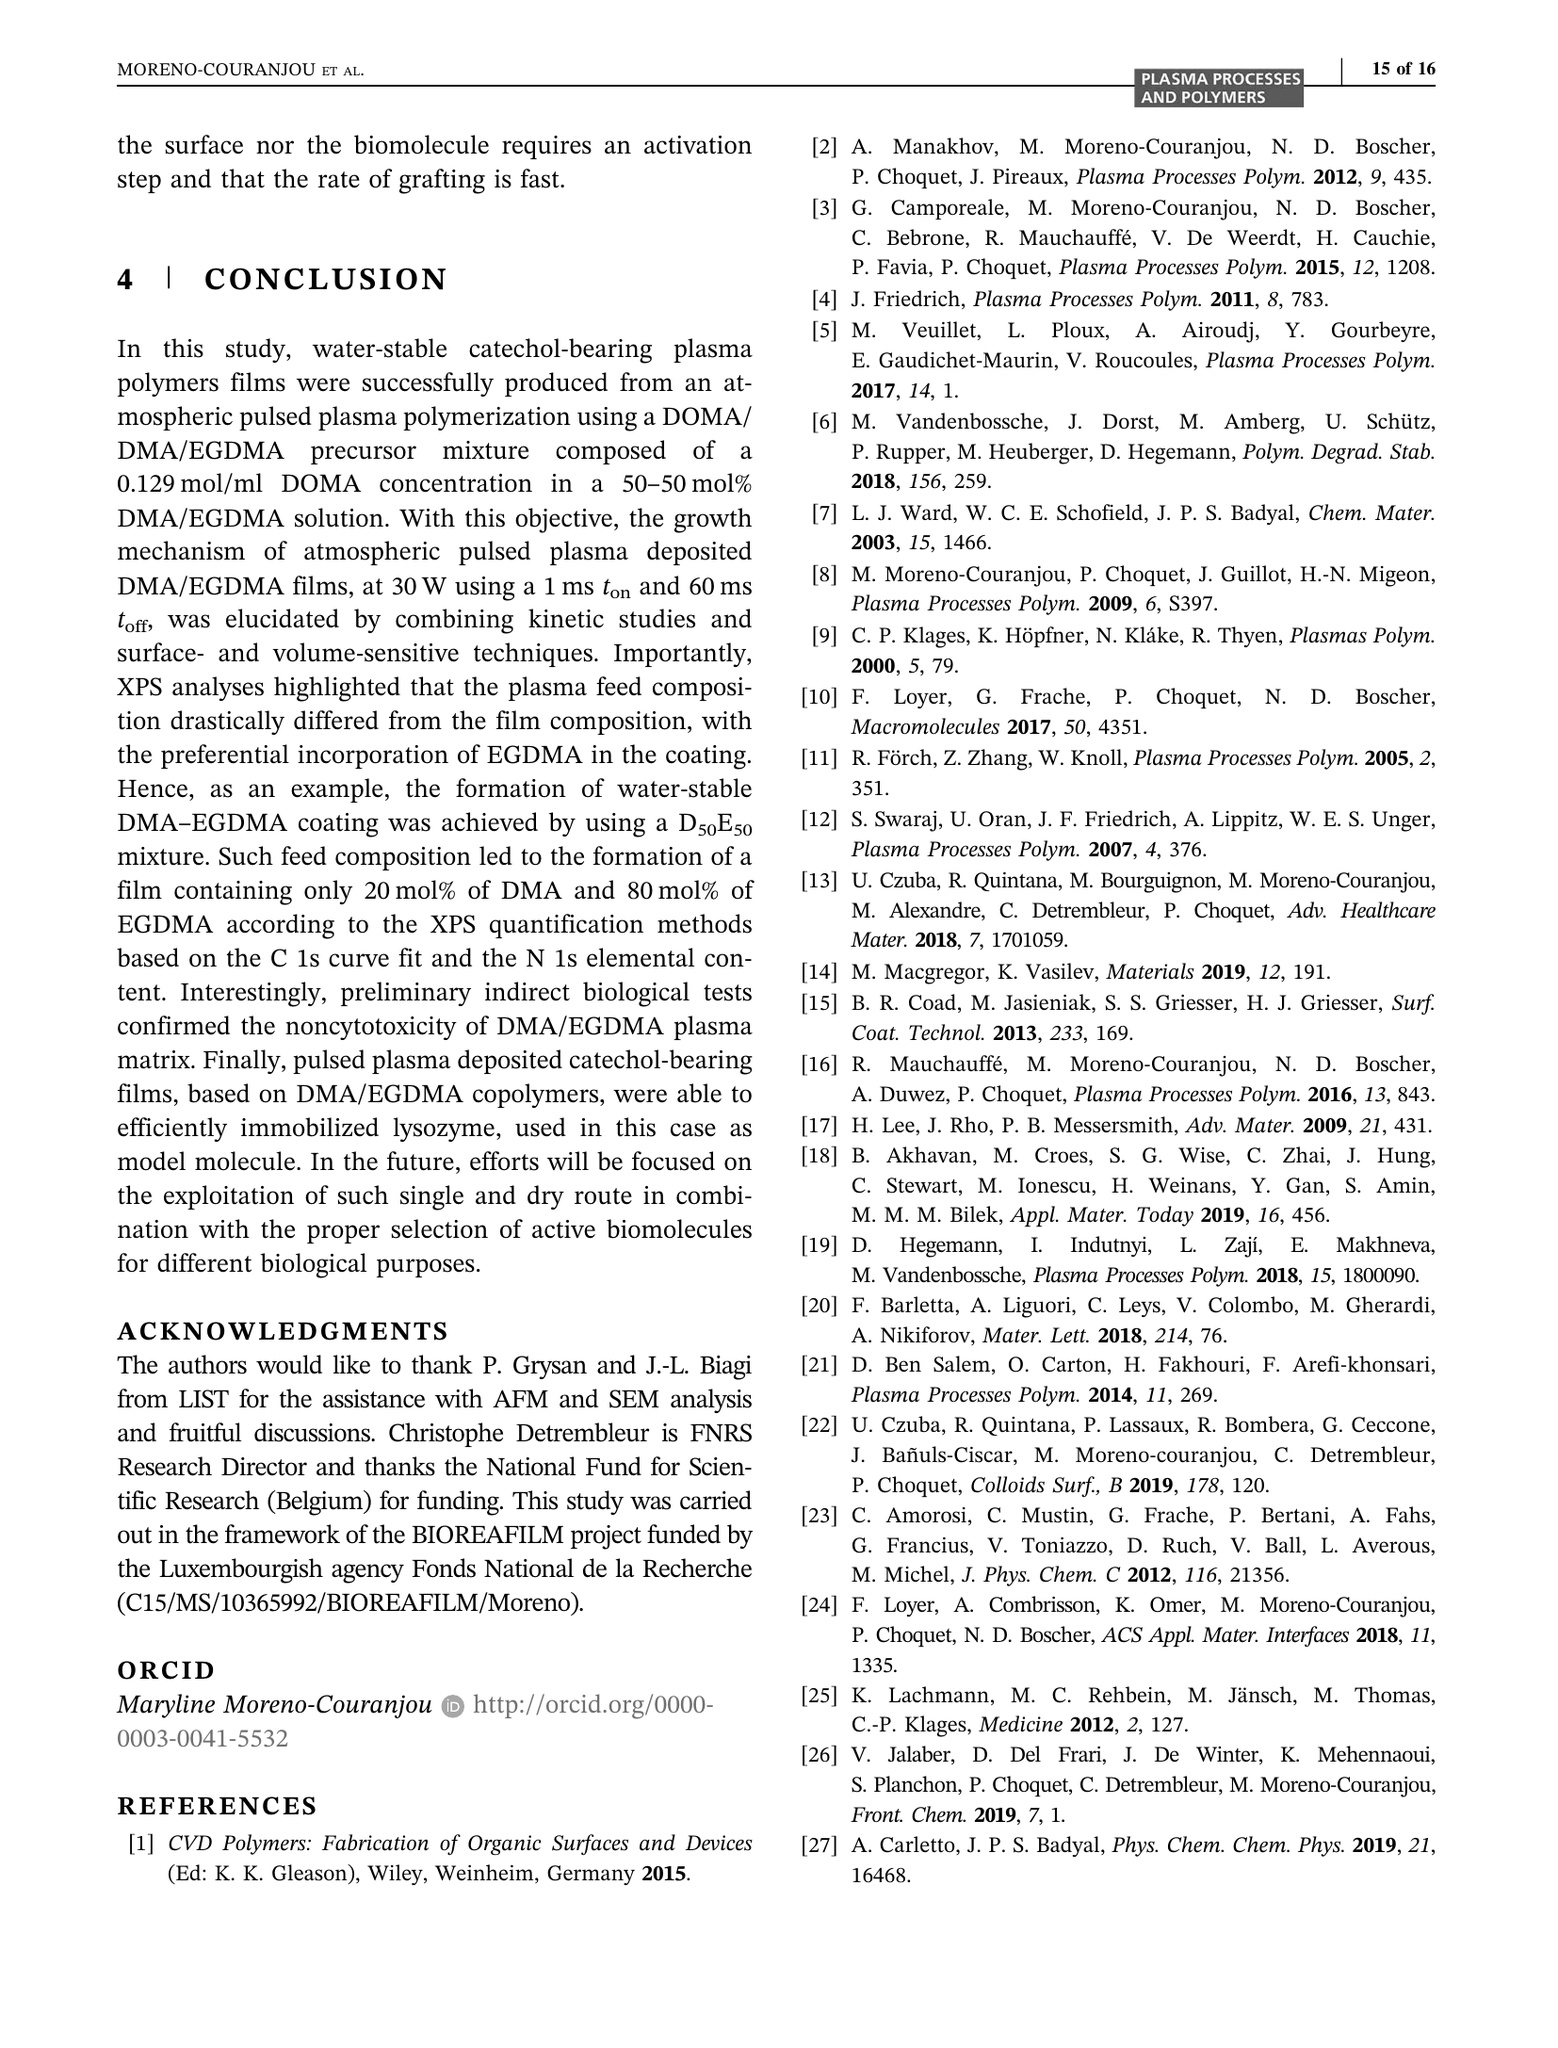 MORENO-COURANJOU ET AL.
PLASMA PROCESSES
AND POLYMERS
15 of 16
the surface nor the biomolecule requires an activation
step and that the rate of grafting is fast.
4 | CONCLUSION
In this study, water-stable catechol-bearing plasma
polymers films were successfully produced from an at-
mospheric pulsed plasma polymerization using a DOMA/
DMA/EGDMA precursor mixture composed of a
0.129 mol/ml DOMA concentration in a 50–50 mol%
DMA/EGDMA solution. With this objective, the growth
mechanism of atmospheric pulsed plasma deposited
DMA/EGDMA films, at 30 W using a 1 ms tₒₙ and 60 ms
t_off, was elucidated by combining kinetic studies and
surface- and volume-sensitive techniques. Importantly,
XPS analyses highlighted that the plasma feed composi-
tion drastically differed from the film composition, with
the preferential incorporation of EGDMA in the coating.
Hence, as an example, the formation of water-stable
DMA–EGDMA coating was achieved by using a D₅₀E₅₀
mixture. Such feed composition led to the formation of a
film containing only 20 mol% of DMA and 80 mol% of
EGDMA according to the XPS quantification methods
based on the C 1s curve fit and the N 1s elemental con-
tent. Interestingly, preliminary indirect biological tests
confirmed the noncytotoxicity of DMA/EGDMA plasma
matrix. Finally, pulsed plasma deposited catechol-bearing
films, based on DMA/EGDMA copolymers, were able to
efficiently immobilized lysozyme, used in this case as
model molecule. In the future, efforts will be focused on
the exploitation of such single and dry route in combi-
nation with the proper selection of active biomolecules
for different biological purposes.
ACKNOWLEDGMENTS
The authors would like to thank P. Grysan and J.-L. Biagi
from LIST for the assistance with AFM and SEM analysis
and fruitful discussions. Christophe Detrembleur is FNRS
Research Director and thanks the National Fund for Scien-
tific Research (Belgium) for funding. This study was carried
out in the framework of the BIOREAFILM project funded by
the Luxembourgish agency Fonds National de la Recherche
(C15/MS/10365992/BIOREAFILM/Moreno).
ORCID
Maryline Moreno-Couranjou iD http://orcid.org/0000-
0003-0041-5532
REFERENCES
[1] CVD Polymers: Fabrication of Organic Surfaces and Devices
(Ed: K. K. Gleason), Wiley, Weinheim, Germany 2015.
[2] A. Manakhov, M. Moreno-Couranjou, N. D. Boscher,
P. Choquet, J. Pireaux, Plasma Processes Polym. 2012, 9, 435.
[3] G. Camporeale, M. Moreno-Couranjou, N. D. Boscher,
C. Bebrone, R. Mauchauffé, V. De Weerdt, H. Cauchie,
P. Favia, P. Choquet, Plasma Processes Polym. 2015, 12, 1208.
[4] J. Friedrich, Plasma Processes Polym. 2011, 8, 783.
[5] M. Veuillet, L. Ploux, A. Airoudj, Y. Gourbeyre,
E. Gaudichet-Maurin, V. Roucoules, Plasma Processes Polym.
2017, 14, 1.
[6] M. Vandenbossche, J. Dorst, M. Amberg, U. Schütz,
P. Rupper, M. Heuberger, D. Hegemann, Polym. Degrad. Stab.
2018, 156, 259.
[7] L. J. Ward, W. C. E. Schofield, J. P. S. Badyal, Chem. Mater.
2003, 15, 1466.
[8] M. Moreno-Couranjou, P. Choquet, J. Guillot, H.-N. Migeon,
Plasma Processes Polym. 2009, 6, S397.
[9] C. P. Klages, K. Höpfner, N. Kláke, R. Thyen, Plasmas Polym.
2000, 5, 79.
[10] F. Loyer, G. Frache, P. Choquet, N. D. Boscher,
Macromolecules 2017, 50, 4351.
[11] R. Förch, Z. Zhang, W. Knoll, Plasma Processes Polym. 2005, 2,
351.
[12] S. Swaraj, U. Oran, J. F. Friedrich, A. Lippitz, W. E. S. Unger,
Plasma Processes Polym. 2007, 4, 376.
[13] U. Czuba, R. Quintana, M. Bourguignon, M. Moreno-Couranjou,
M. Alexandre, C. Detrembleur, P. Choquet, Adv. Healthcare
Mater. 2018, 7, 1701059.
[14] M. Macgregor, K. Vasilev, Materials 2019, 12, 191.
[15] B. R. Coad, M. Jasieniak, S. S. Griesser, H. J. Griesser, Surf.
Coat. Technol. 2013, 233, 169.
[16] R. Mauchauffé, M. Moreno-Couranjou, N. D. Boscher,
A. Duwez, P. Choquet, Plasma Processes Polym. 2016, 13, 843.
[17] H. Lee, J. Rho, P. B. Messersmith, Adv. Mater. 2009, 21, 431.
[18] B. Akhavan, M. Croes, S. G. Wise, C. Zhai, J. Hung,
C. Stewart, M. Ionescu, H. Weinans, Y. Gan, S. Amin,
M. M. M. Bilek, Appl. Mater. Today 2019, 16, 456.
[19] D. Hegemann, I. Indutnyi, L. Zají, E. Makhneva,
M. Vandenbossche, Plasma Processes Polym. 2018, 15, 1800090.
[20] F. Barletta, A. Liguori, C. Leys, V. Colombo, M. Gherardi,
A. Nikiforov, Mater. Lett. 2018, 214, 76.
[21] D. Ben Salem, O. Carton, H. Fakhouri, F. Arefi-khonsari,
Plasma Processes Polym. 2014, 11, 269.
[22] U. Czuba, R. Quintana, P. Lassaux, R. Bombera, G. Ceccone,
J. Bañuls-Ciscar, M. Moreno-couranjou, C. Detrembleur,
P. Choquet, Colloids Surf., B 2019, 178, 120.
[23] C. Amorosi, C. Mustin, G. Frache, P. Bertani, A. Fahs,
G. Francius, V. Toniazzo, D. Ruch, V. Ball, L. Averous,
M. Michel, J. Phys. Chem. C 2012, 116, 21356.
[24] F. Loyer, A. Combrisson, K. Omer, M. Moreno-Couranjou,
P. Choquet, N. D. Boscher, ACS Appl. Mater. Interfaces 2018, 11,
1335.
[25] K. Lachmann, M. C. Rehbein, M. Jänsch, M. Thomas,
C.-P. Klages, Medicine 2012, 2, 127.
[26] V. Jalaber, D. Del Frari, J. De Winter, K. Mehennaoui,
S. Planchon, P. Choquet, C. Detrembleur, M. Moreno-Couranjou,
Front. Chem. 2019, 7, 1.
[27] A. Carletto, J. P. S. Badyal, Phys. Chem. Chem. Phys. 2019, 21,
16468.